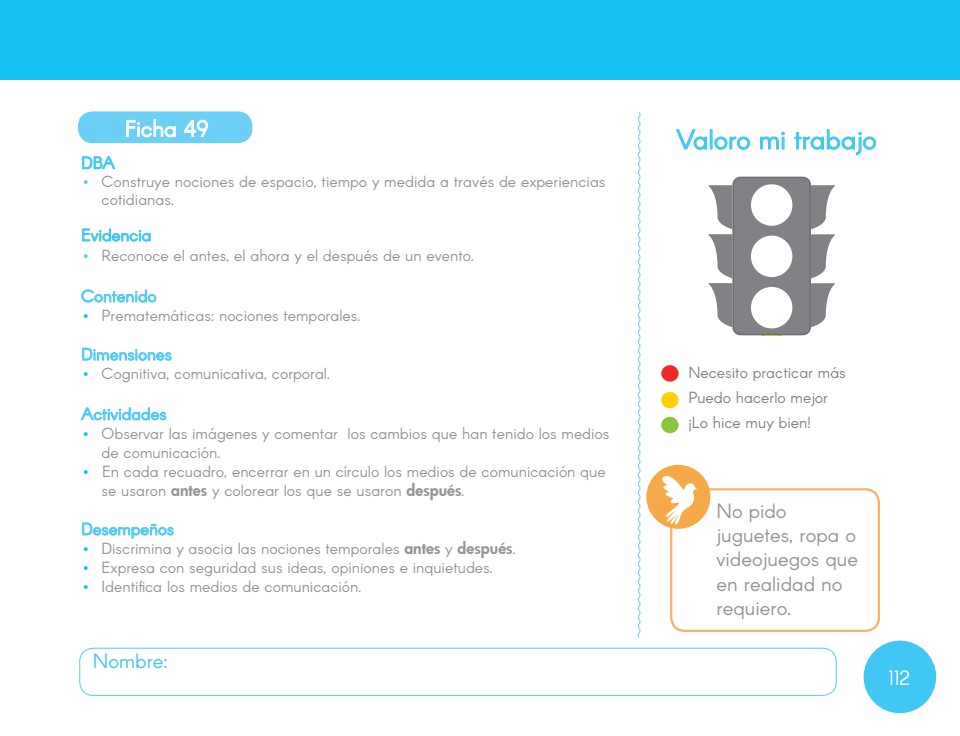 Ficha 49
DBA
• Construye nociones de espacio, tiempo y medida a través de experiencias
cotidianas.
Evidencia
• Reconoce el antes, el ahora y el después de un evento.
Contenido
• Prematemáticas: nociones temporales.
Dimensiones
• Cognitiva, comunicativa, corporal.
Actividades
• Observar las imágenes y comentar los cambios que han tenido los medios
de comunicación.
• En cada recuadro, encerrar en un círculo los medios de comunicación que
se usaron antes y colorear los que se usaron después.
Desempeños
• Discrimina y asocia las nociones temporales antes y después.
• Expresa con seguridad sus ideas, opiniones e inquietudes.
• Identifica los medios de comunicación.
Valoro mi trabajo
Necesito practicar más
Puedo hacerlo mejor
¡Lo hice muy bien!
No pido
juguetes, ropa o
videojuegos que
en realidad no
requiero.
Nombre:
112